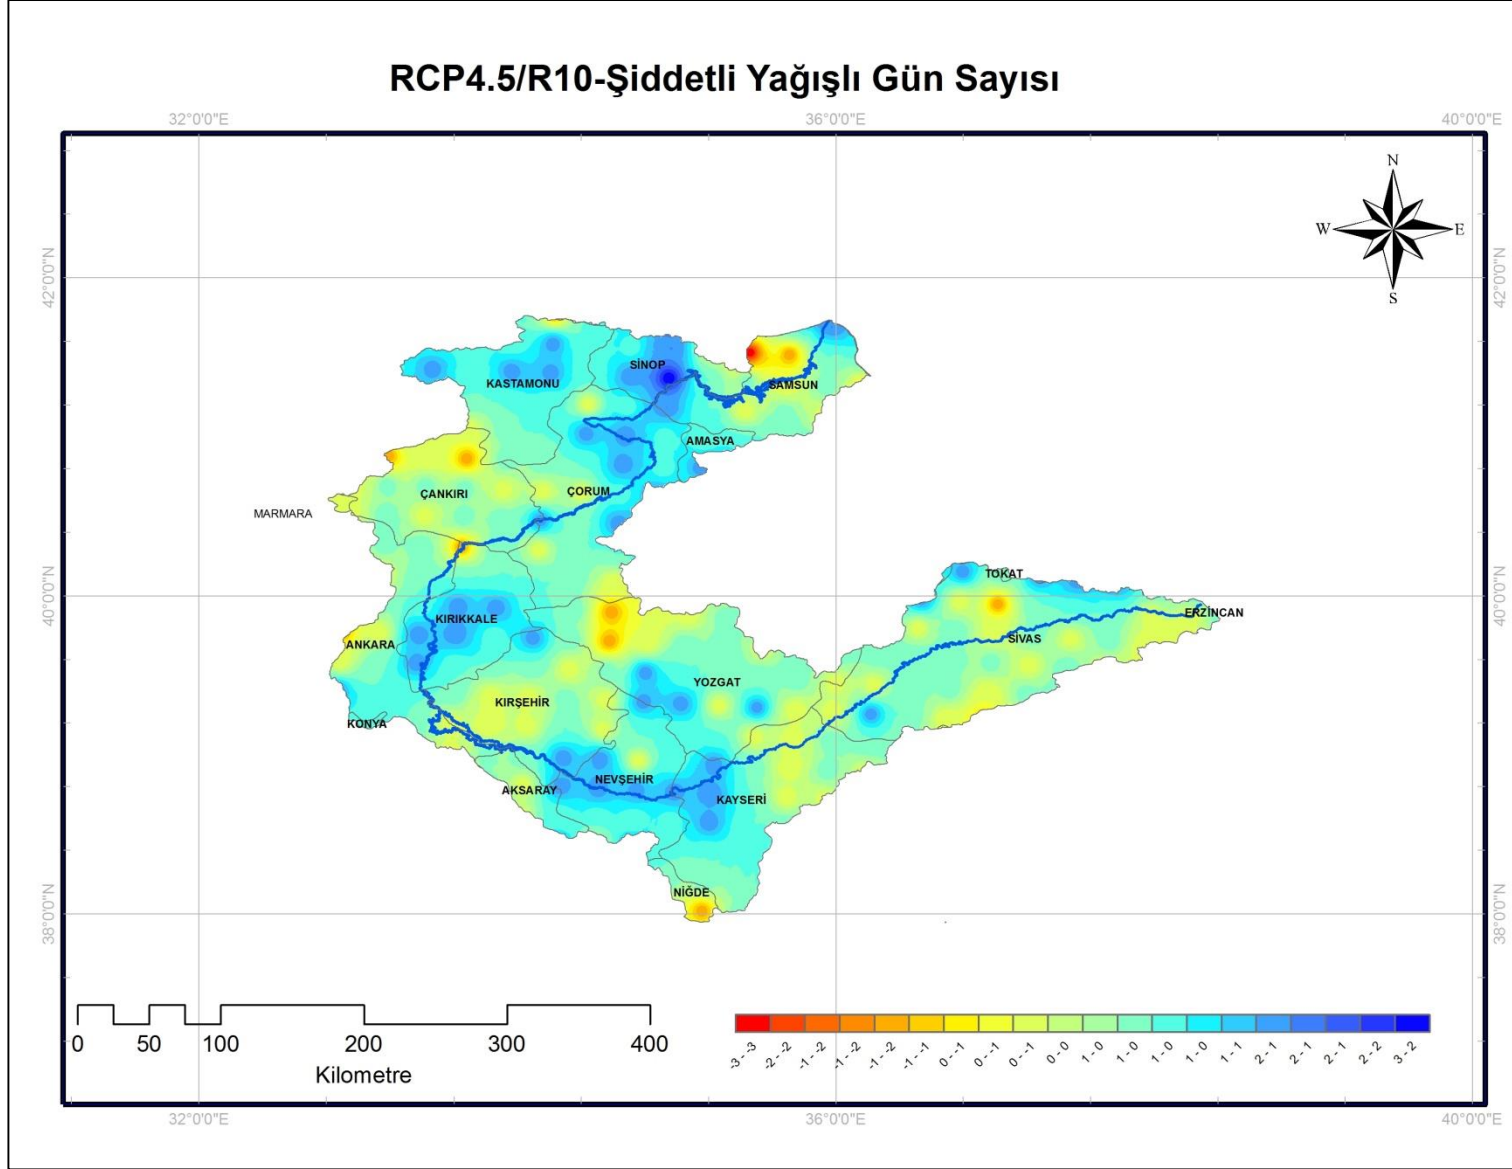 RCP4.5/R10-Şiddetli Yağışlı Gün Sayısı
32°0'0"E 36°0'0"E 40°0'0"E
N
W E
S
42°0'0"N 42°0'0"N
SİNOP
KASTAMONU
SAMSUN
AMASYA
ÇORUM
ÇANKIRI
MARMARA
TOKAT
40°0'0"N 40°0'0"N
ERZİNCAN
KIRIKKALE
SİVAS
ANKARA
YOZGAT
KIRŞEHİR
KONYA
NEVŞEHİR
AKSARAY
KAYSERİ
NİĞDE
38°0'0"N 38°0'0"N
0 50 100 200 300 400
Kilometre
-3 - -3 -2 - -2 -1 - -2 -1 - -2 -1 - -2 -1 - -1 0 - -1 0 - -1 0 - -1 0 - 0 1 - 0 1 - 0 1 - 0 1 - 1 2 - 1 2 - 1 2 - 1 2 - 2 3 - 2
32°0'0"E 36°0'0"E 40°0'0"E